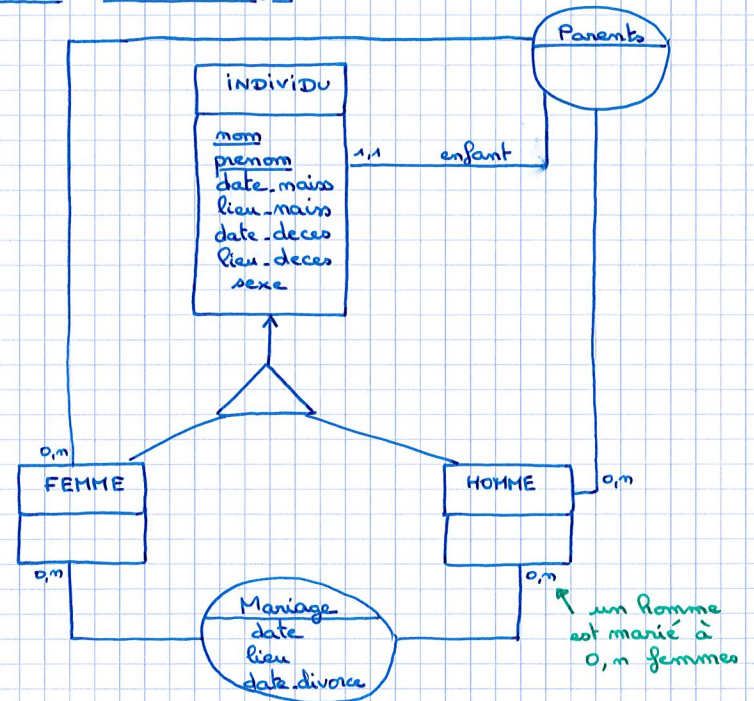 Parents
INDIVIDU
nom
prenom
date_naiss
lieu_naiss
date_deces
lieu_deces
sexe
1,1 enfant
0,n
FEMME
HOMME
0,n
0,n
0,n
Mariage
date
lieu
date_divorce
un homme
est marié à
0,n femmes